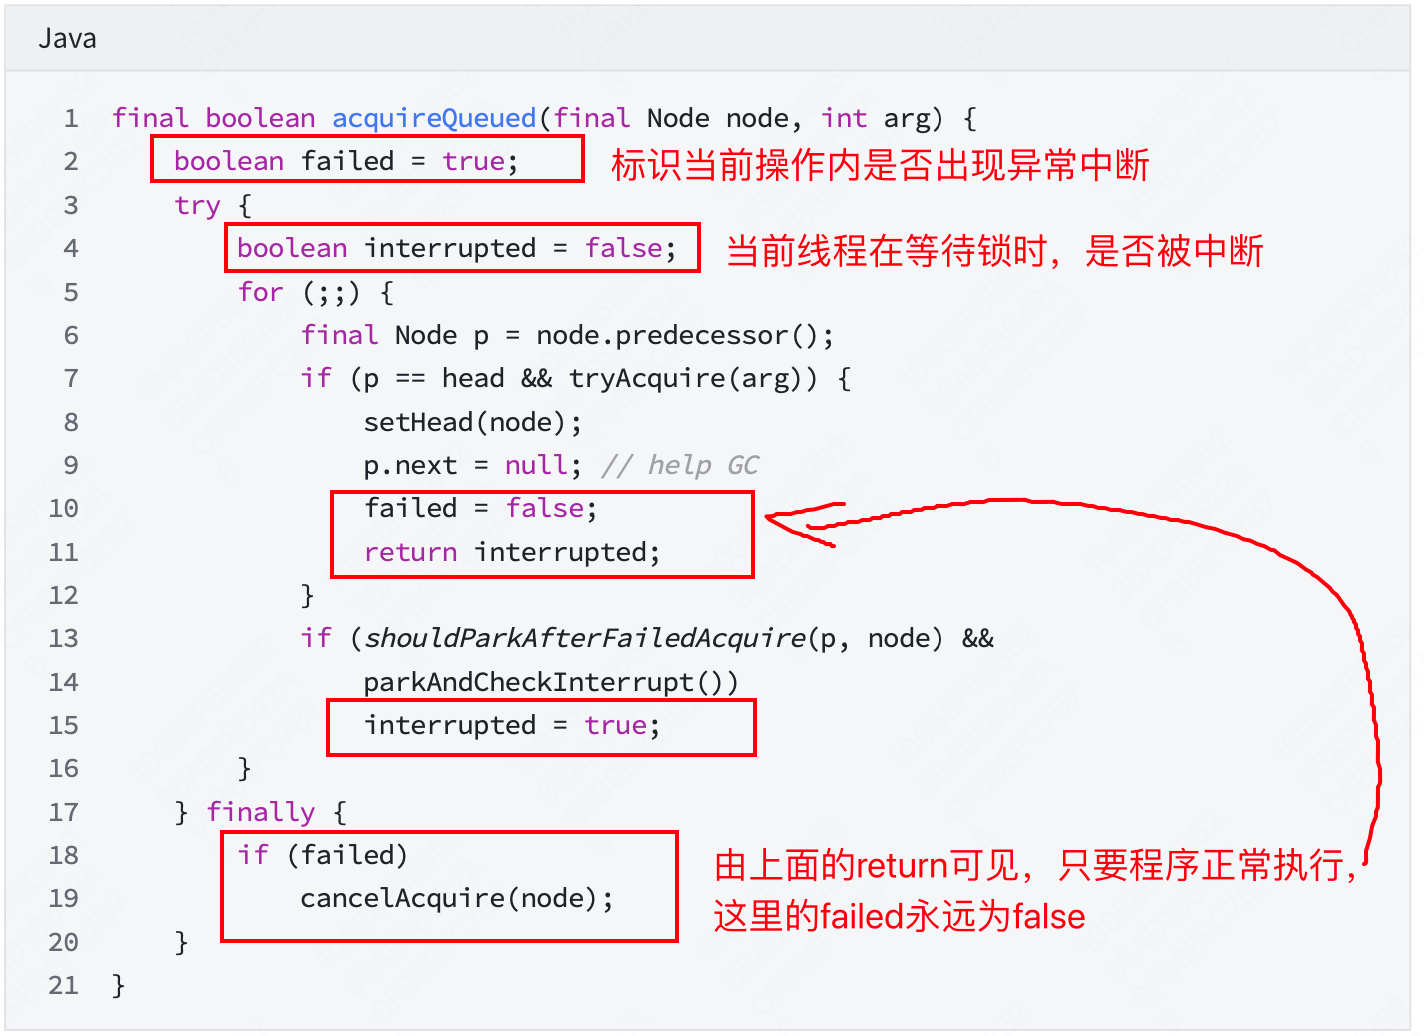 Java
1 final boolean acquireQueued(final Node node, int arg) {
2 boolean failed = true; 标识当前操作内是否出现异常中断
3 try {
4 boolean interrupted = false; 当前线程在等待锁时，是否被中断
5 for (;;) {
6 final Node p = node.predecessor();
7 if (p == head && tryAcquire(arg)) {
8 setHead(node);
9 p.next = null; // help GC
10 failed = false;
11 return interrupted;
12 }
13 if (shouldParkAfterFailedAcquire(p, node) &&
14 parkAndCheckInterrupt())
15 interrupted = true;
16 }
17 } finally {
18 if (failed)
19 cancelAcquire(node);
由上面的return可见，只要程序正常执行，
这里的failed永远为false
20 }
21 }